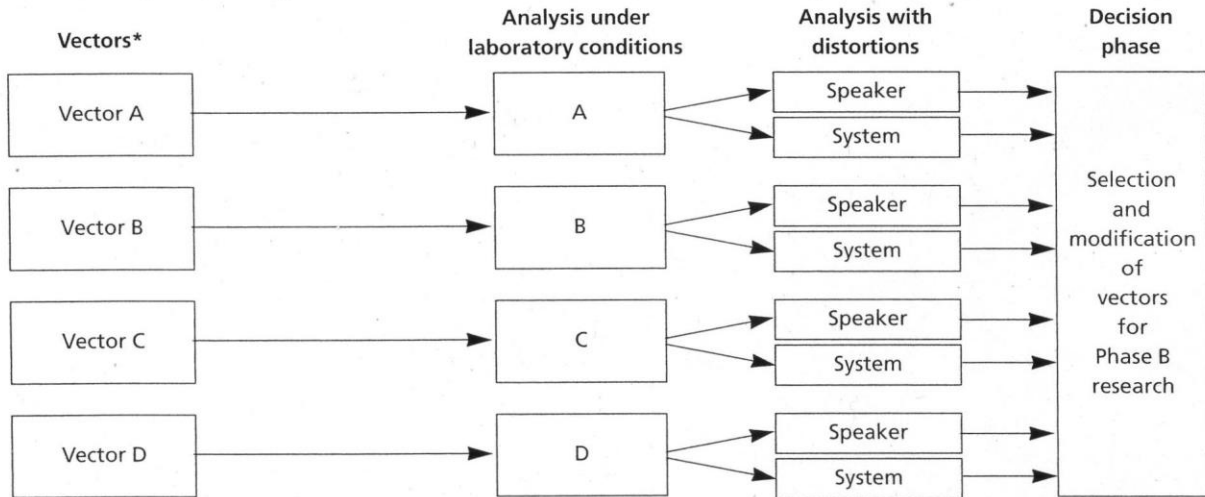 Vectors*
Analysis under
laboratory conditions
Analysis with
distortions
Decision
phase
Vector A
A
Speaker
System
Vector B
B
Speaker
System
Vector C
C
Speaker
System
Vector D
D
Speaker
System
Selection
and
modification
of
vectors
for
Phase B
research